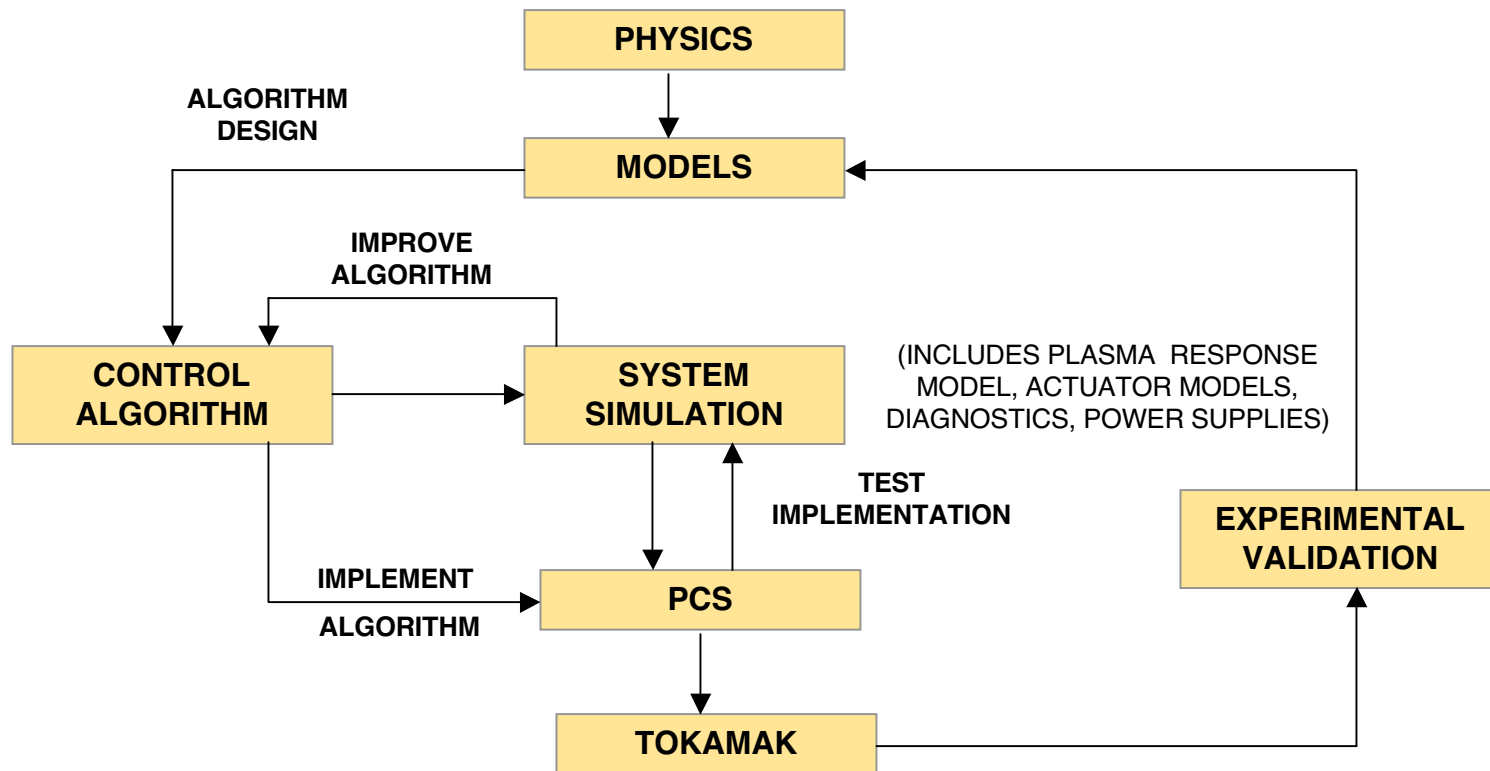 PHYSICS
ALGORITHM
DESIGN
MODELS
IMPROVE
ALGORITHM
CONTROL
ALGORITHM
SYSTEM
SIMULATION
(INCLUDES PLASMA RESPONSE
MODEL, ACTUATOR MODELS,
DIAGNOSTICS, POWER SUPPLIES)
TEST
IMPLEMENTATION
EXPERIMENTAL
VALIDATION
IMPLEMENT
ALGORITHM
PCS
TOKAMAK